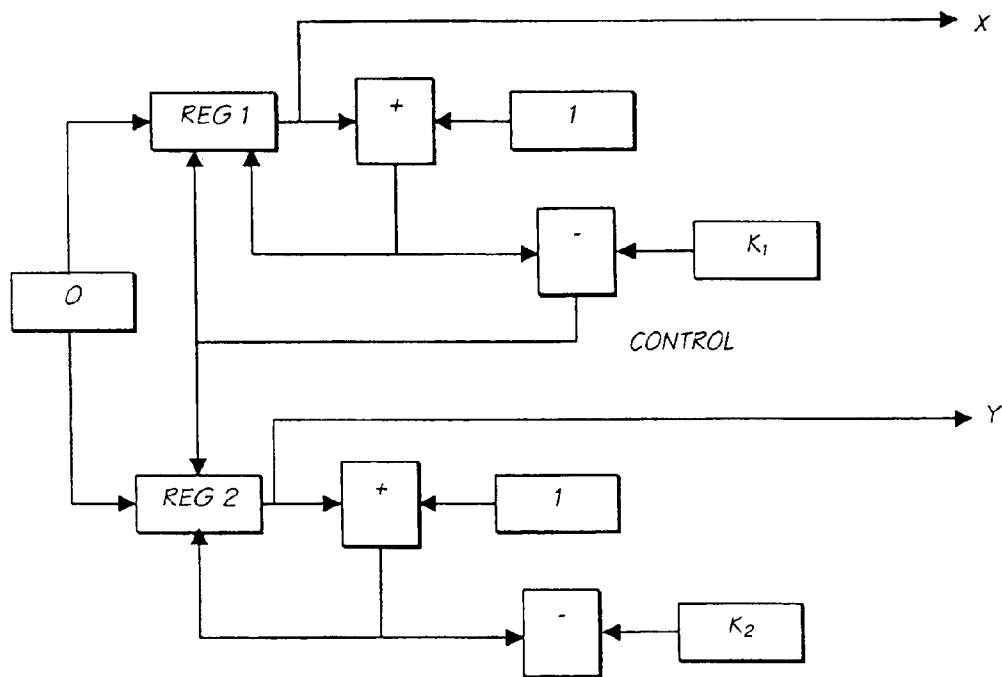 X
REG 1
+
1
-
K₁
O
CONTROL
Y
REG 2
+
1
-
K₂